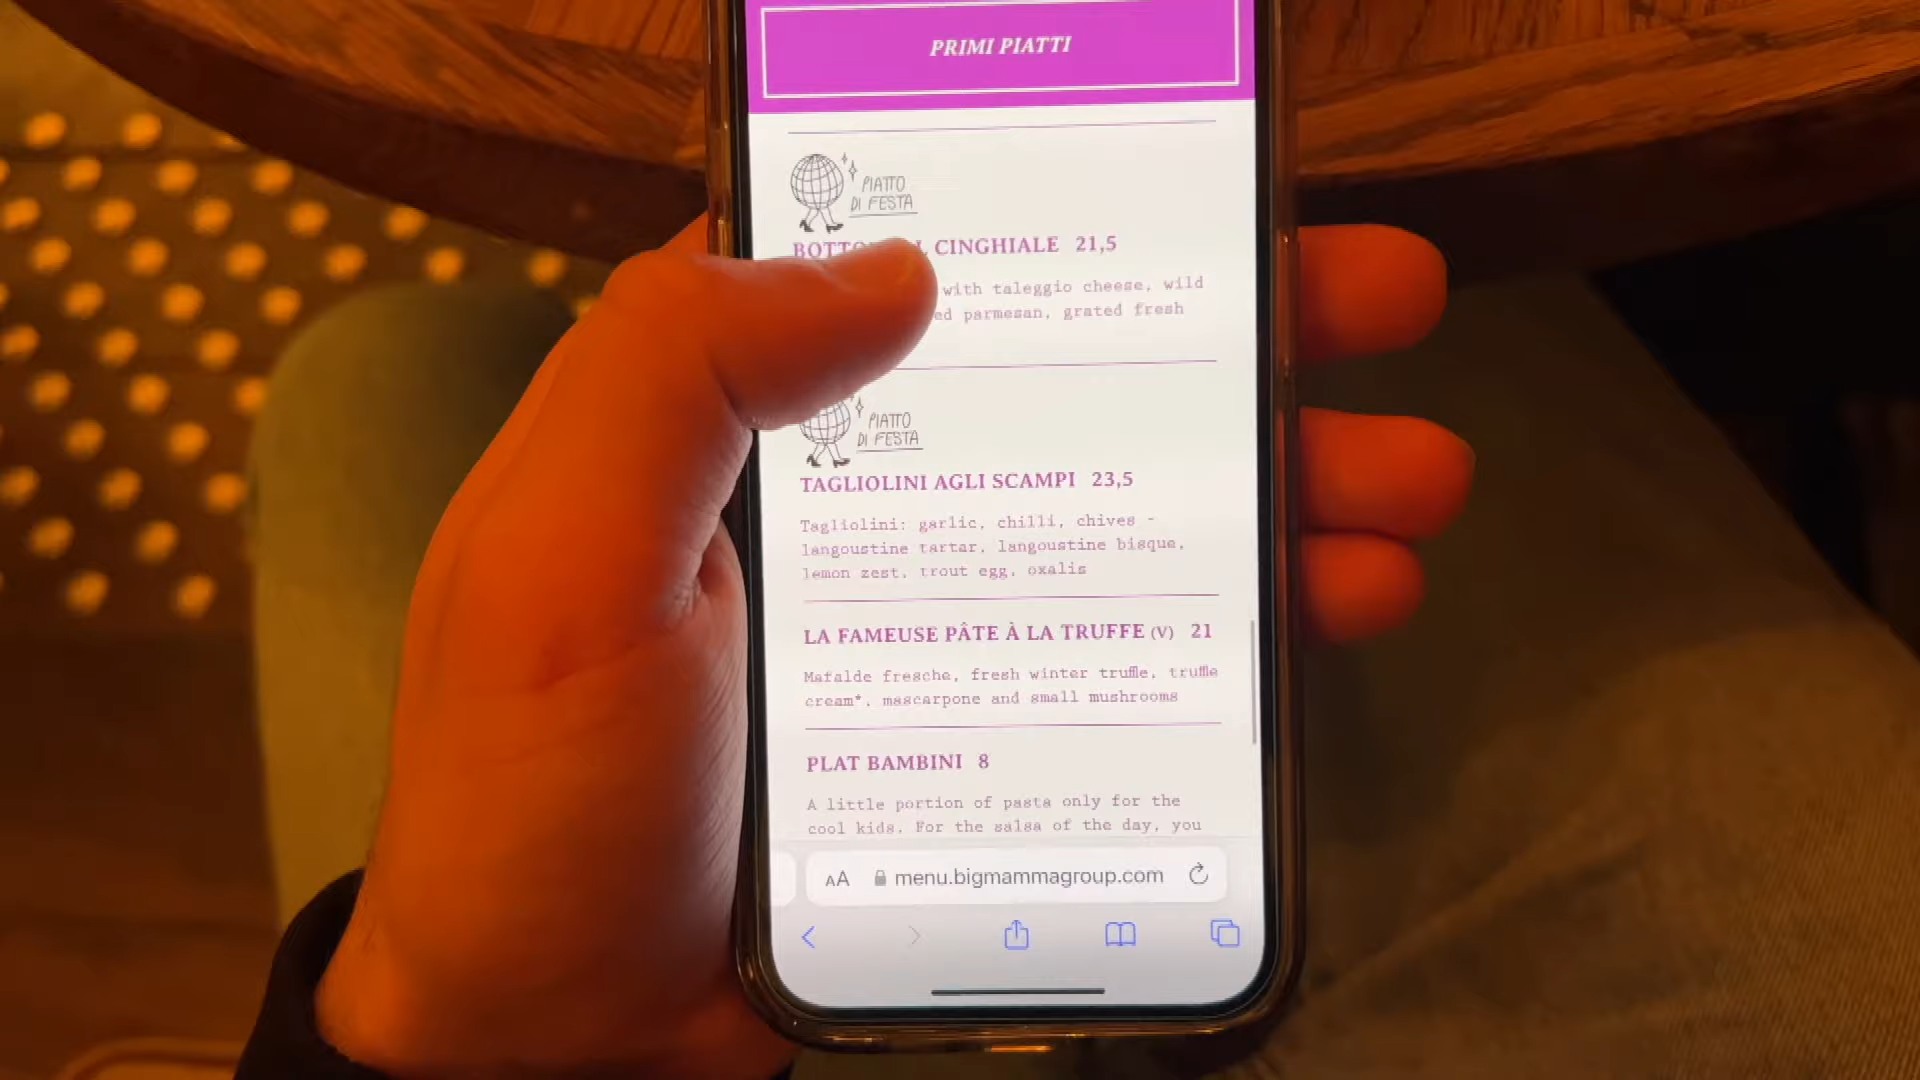 PRIMI PIATTI
PIATTO
DI FESTA
CINGHIALE 21,5
with taleggio cheese, wild
parmesan, grated fresh
PIATTO
DI FESTA
TAGLIOLINI AGLI SCAMPI 23,5
Tagliolini: garlic, chilli, chives -
langoustine tartar, langoustine bisque,
lemon zest, trout egg, oxalis
LA FAMEUSE PÂTE À LA TRUFFE (V) 21
Mafalde fresche, fresh winter truffle, truffle
cream*, mascarpone and small mushrooms
PLAT BAMBINI 8
A little portion of pasta only for the
cool kids. For the salsa of the day, you
AA menu.bigmammagroup.com